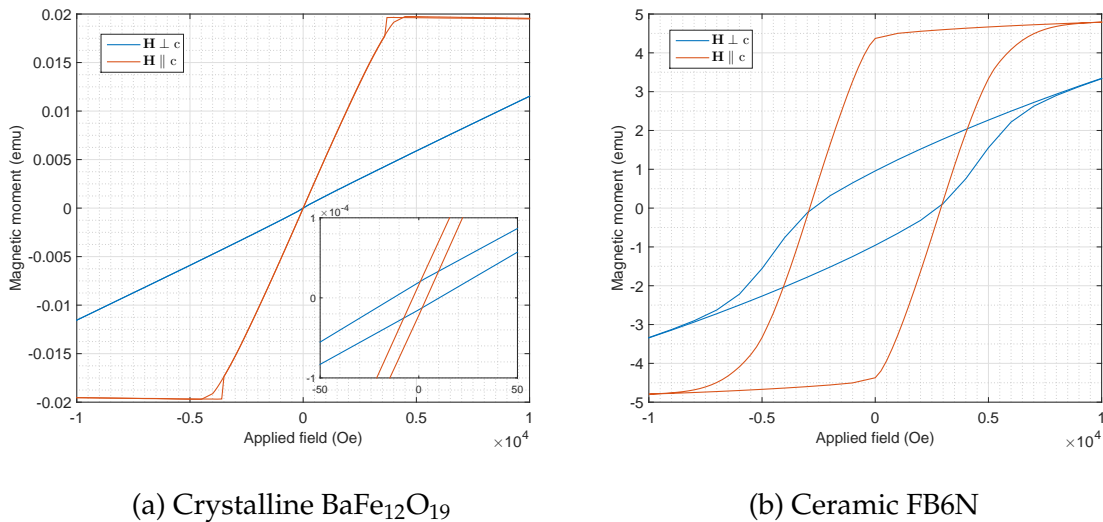 0.02
0.015
0.01
0.005
0
-0.005
-0.01
-0.015
-0.02
Magnetic moment (emu)
H ⊥ c
H ∥ c
1 ×10⁻⁴
0
-1
-50 0 50
-1 -0.5 0 0.5 1
Applied field (Oe) ×10⁴
(a) Crystalline BaFe₁₂O₁₉
5
4
3
2
1
0
-1
-2
-3
-4
-5
Magnetic moment (emu)
H ⊥ c
H ∥ c
-1 -0.5 0 0.5 1
Applied field (Oe) ×10⁴
(b) Ceramic FB6N